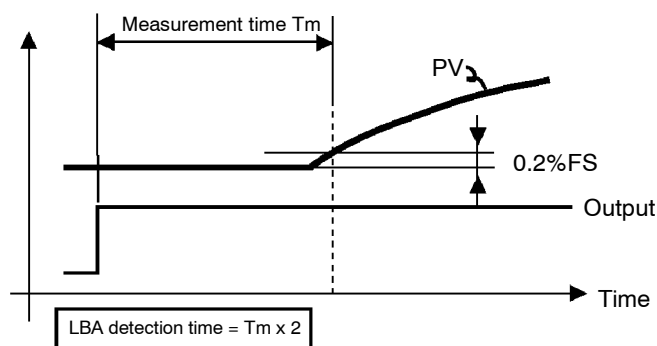 Measurement time Tm
PV
0.2%FS
Output
Time
LBA detection time = Tm x 2